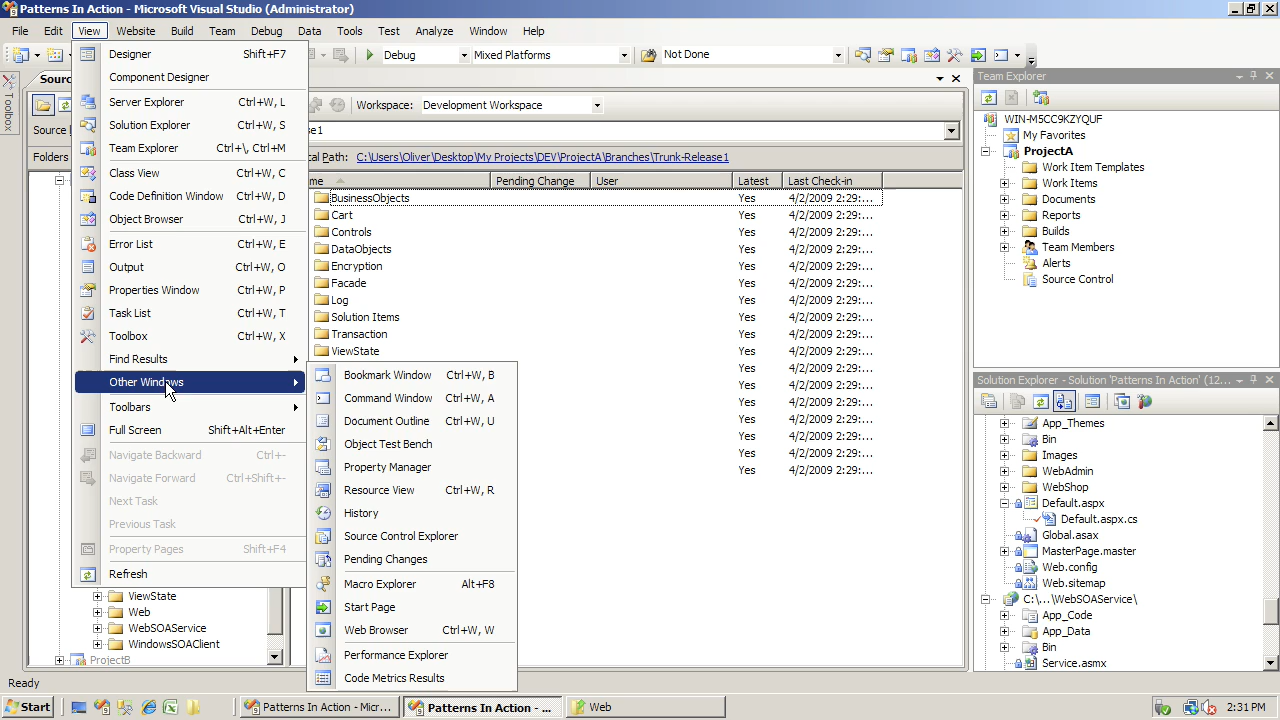 Patterns In Action - Microsoft Visual Studio (Administrator)
File Edit View Website Build Team Debug Data Tools Test Analyze Window Help
Debug Mixed Platforms Not Done
Toolbox
Sourc
Workspace: Development Workspace
Source
se1
Folders
cal Path: C:\Users\Oliver\Desktop\My Projects\DEV\ProjectA\Branches\Trunk-Release1
me Pending Change User Latest Last Check-in
BusinessObjects Yes 4/2/2009 2:29:...
Cart Yes 4/2/2009 2:29:...
Controls Yes 4/2/2009 2:29:...
DataObjects Yes 4/2/2009 2:29:...
Encryption Yes 4/2/2009 2:29:...
Facade Yes 4/2/2009 2:29:...
Log Yes 4/2/2009 2:29:...
Solution Items Yes 4/2/2009 2:29:...
Transaction Yes 4/2/2009 2:29:...
ViewState Yes 4/2/2009 2:29:...
Yes 4/2/2009 2:29:...
Yes 4/2/2009 2:29:...
Yes 4/2/2009 2:29:...
Yes 4/2/2009 2:29:...
Yes 4/2/2009 2:29:...
Yes 4/2/2009 2:29:...
Yes 4/2/2009 2:29:...
Designer Shift+F7
Component Designer
Server Explorer Ctrl+W, L
Solution Explorer Ctrl+W, S
Team Explorer Ctrl+\, Ctrl+M
Class View Ctrl+W, C
Code Definition Window Ctrl+W, D
Object Browser Ctrl+W, J
Error List Ctrl+W, E
Output Ctrl+W, O
Properties Window Ctrl+W, P
Task List Ctrl+W, T
Toolbox Ctrl+W, X
Find Results
Other Windows
Toolbars
Full Screen Shift+Alt+Enter
Navigate Backward Ctrl+-
Navigate Forward Ctrl+Shift+-
Next Task
Previous Task
Property Pages Shift+F4
Refresh
Bookmark Window Ctrl+W, B
Command Window Ctrl+W, A
Document Outline Ctrl+W, U
Object Test Bench
Property Manager
Resource View Ctrl+W, R
History
Source Control Explorer
Pending Changes
Macro Explorer Alt+F8
Start Page
Web Browser Ctrl+W, W
Performance Explorer
Code Metrics Results
ViewState
Web
WebSOAService
WindowsSOAClient
ProjectB
Team Explorer
WIN-M5CC9KZYQUF
My Favorites
ProjectA
Work Item Templates
Work Items
Documents
Reports
Builds
Team Members
Alerts
Source Control
Solution Explorer - Solution 'Patterns In Action' (12...
App_Themes
Bin
Images
WebAdmin
WebShop
Default.aspx
Default.aspx.cs
Global.asax
MasterPage.master
Web.config
Web.sitemap
C:\...\WebSOAService\
App_Code
App_Data
Bin
Service.asmx
Ready
Start Patterns In Action - Micr... Patterns In Action - ... Web 2:31 PM